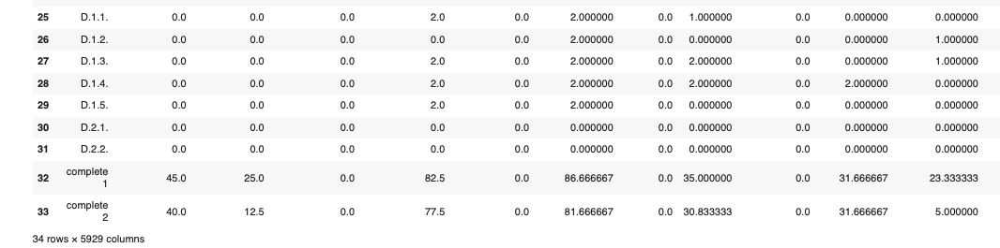 25 D.1.1. 0.0 0.0 0.0 2.0 0.0 2.000000 0.0 1.000000 0.0 0.000000 0.000000
26 D.1.2. 0.0 0.0 0.0 0.0 0.0 2.000000 0.0 0.000000 0.0 0.000000 1.000000
27 D.1.3. 0.0 0.0 0.0 2.0 0.0 2.000000 0.0 2.000000 0.0 0.000000 1.000000
28 D.1.4. 0.0 0.0 0.0 2.0 0.0 2.000000 0.0 2.000000 0.0 2.000000 0.000000
29 D.1.5. 0.0 0.0 0.0 2.0 0.0 2.000000 0.0 0.000000 0.0 0.000000 0.000000
30 D.2.1. 0.0 0.0 0.0 0.0 0.0 0.000000 0.0 0.000000 0.0 0.000000 0.000000
31 D.2.2. 0.0 0.0 0.0 0.0 0.0 0.000000 0.0 0.000000 0.0 0.000000 0.000000
32 complete 1 45.0 25.0 0.0 82.5 0.0 86.666667 0.0 35.000000 0.0 31.666667 23.333333
33 complete 2 40.0 12.5 0.0 77.5 0.0 81.666667 0.0 30.833333 0.0 31.666667 5.000000
34 rows × 5929 columns